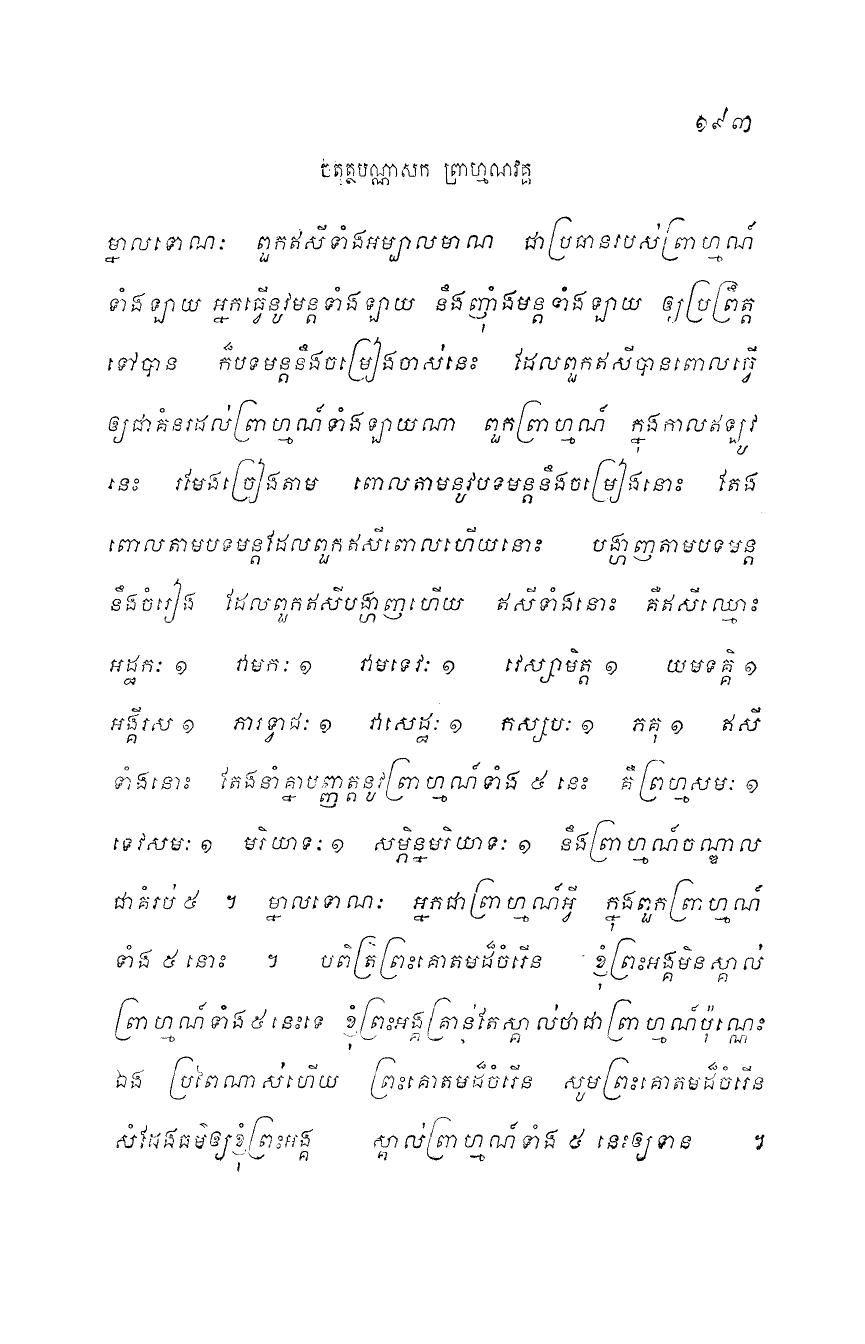 ១៩៣
ចតុត្ថបណ្ណាសក ព្រាហ្មណវគ្គ
ម្នាលទោណៈ ពួកឥសីទាំងអម្បាលមាណ ជាប្រធានរបស់ព្រាហ្មណ៍
ទាំងឡាយ អ្នកធ្វើនូវមន្តទាំងឡាយ នឹងញុំាំងមន្តទាំងឡាយ ឲ្យប្រព្រឹត្ត
ទៅបាន ក៏បទមន្តនឹងចម្រៀងចាស់នេះ ដែលពួកឥសីបានពោលធ្វើ
ឲ្យជាគំនរដល់ព្រាហ្មណ៍ទាំងឡាយណា ពួកព្រាហ្មណ៍ ក្នុងកាលឥឡូវ
នេះ រមែងច្រៀងតាម ពោលតាមនូវបទមន្តនឹងចម្រៀងនោះ តែង
ពោលតាមបទមន្តដែលពួកឥសីពោលហើយនោះ បង្ហាញតាមបទមន្ត
នឹងចំរៀង ដែលពួកឥសីបង្ហាញហើយ ឥសីទាំងនោះ គឺឥសីឈ្មោះ
អដ្ឋកៈ ១ វាមកៈ ១ វាមទេវៈ ១ វេស្សាមិត្ត ១ យមទគ្គិ ១
អង្គីរស ១ ភារទ្វាជៈ ១ វាសេដ្ឋៈ ១ កស្សបៈ ១ ភគុ ១ ឥសី
ទាំងនោះ តែងនាំគ្នាបញ្ញត្តនូវព្រាហ្មណ៍ទាំង ៥ នេះ គឺព្រហ្មសមៈ ១
ទេវសមៈ ១ មរិយាទៈ ១ សម្ភិន្នមរិយាទៈ ១ នឹងព្រាហ្មណ៍ចណ្ឌាល
ជាគំរប់ ៥ ។ ម្នាលទោណៈ អ្នកជាព្រាហ្មណ៍អ្វី ក្នុងពួកព្រាហ្មណ៍
ទាំង ៥ នោះ ។ បពិត្រព្រះគោតមដ៏ចំរើន ខ្ញុំព្រះអង្គមិនស្គាល់
ព្រាហ្មណ៍ទាំង៥នេះទេ ខ្ញុំព្រះអង្គគ្រាន់តែស្គាល់ថាជាព្រាហ្មណ៍ប៉ុណ្ណេះ
ឯង ប្រពៃណាស់ហើយ ព្រះគោតមដ៏ចំរើន សូមព្រះគោតមដ៏ចំរើន
សំដែងធម៌ឲ្យខ្ញុំព្រះអង្គ ស្គាល់ព្រាហ្មណ៍ទាំង ៥ នេះឲ្យទាន ។